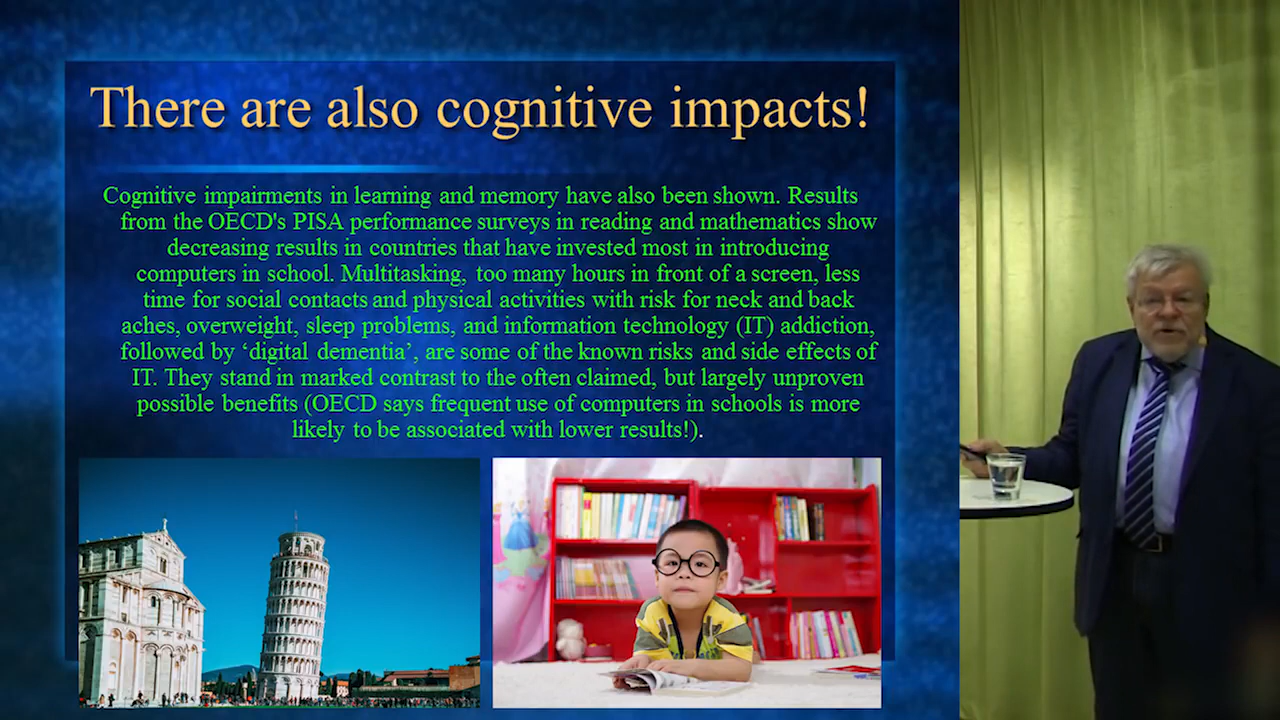 There are also cognitive impacts!
Cognitive impairments in learning and memory have also been shown. Results
from the OECD's PISA performance surveys in reading and mathematics show
decreasing results in countries that have invested most in introducing
computers in school. Multitasking, too many hours in front of a screen, less
time for social contacts and physical activities with risk for neck and back
aches, overweight, sleep problems, and information technology (IT) addiction,
followed by ‘digital dementia’, are some of the known risks and side effects of
IT. They stand in marked contrast to the often claimed, but largely unproven
possible benefits (OECD says frequent use of computers in schools is more
likely to be associated with lower results!).